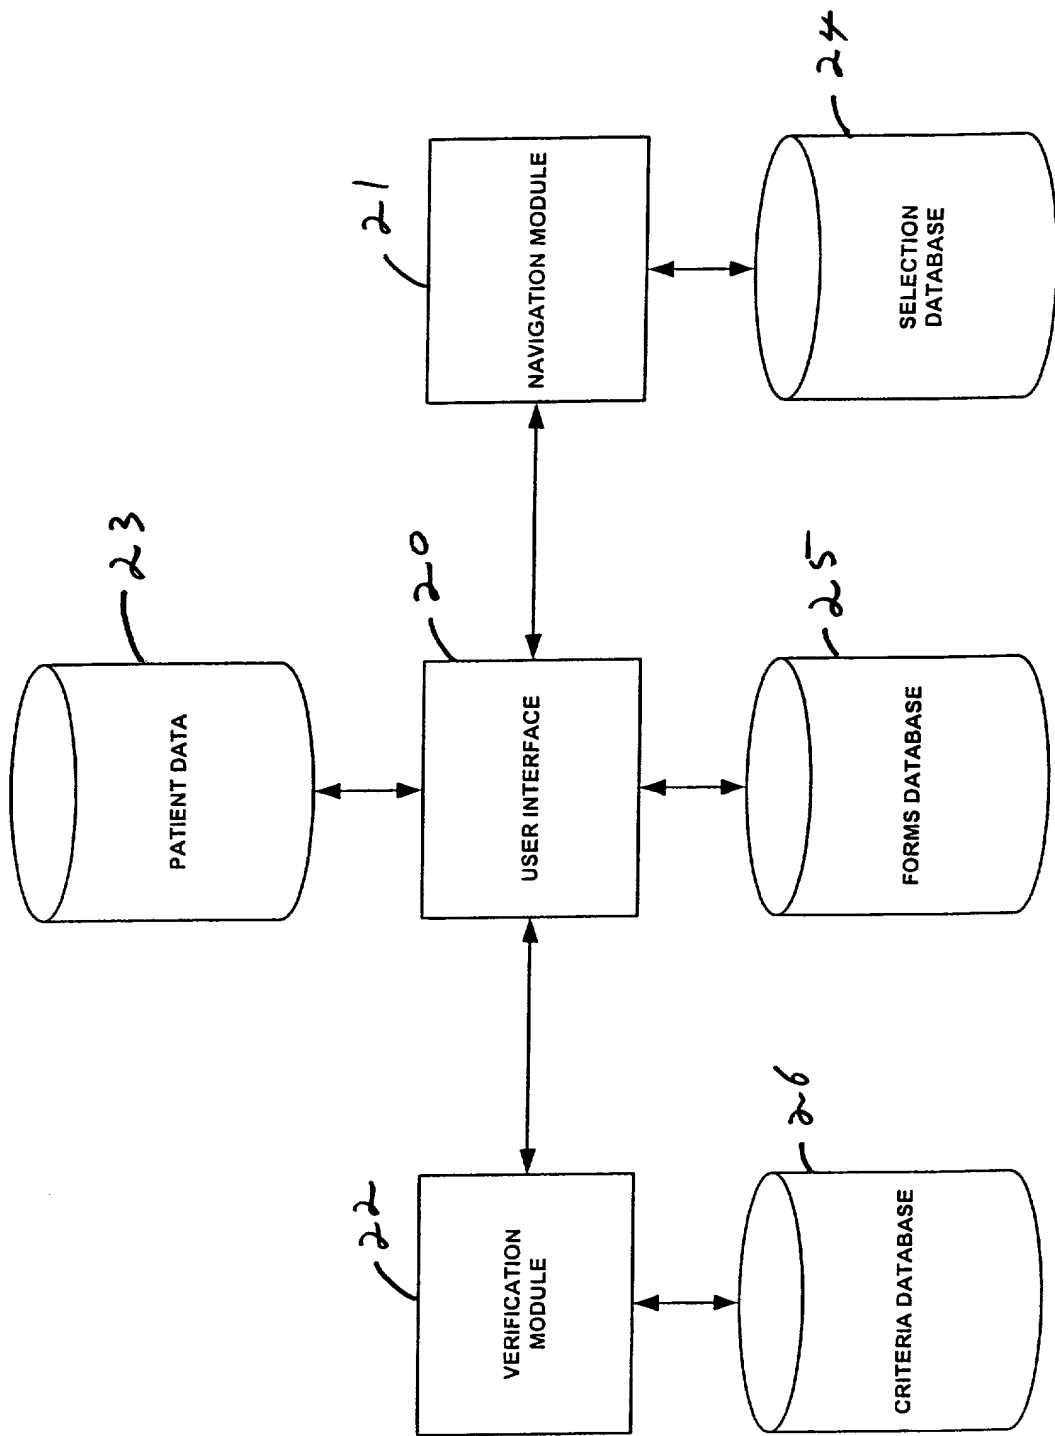 23
PATIENT DATA
22
VERIFICATION
MODULE
20
USER INTERFACE
21
NAVIGATION MODULE
26
CRITERIA DATABASE
25
FORMS DATABASE
24
SELECTION
DATABASE